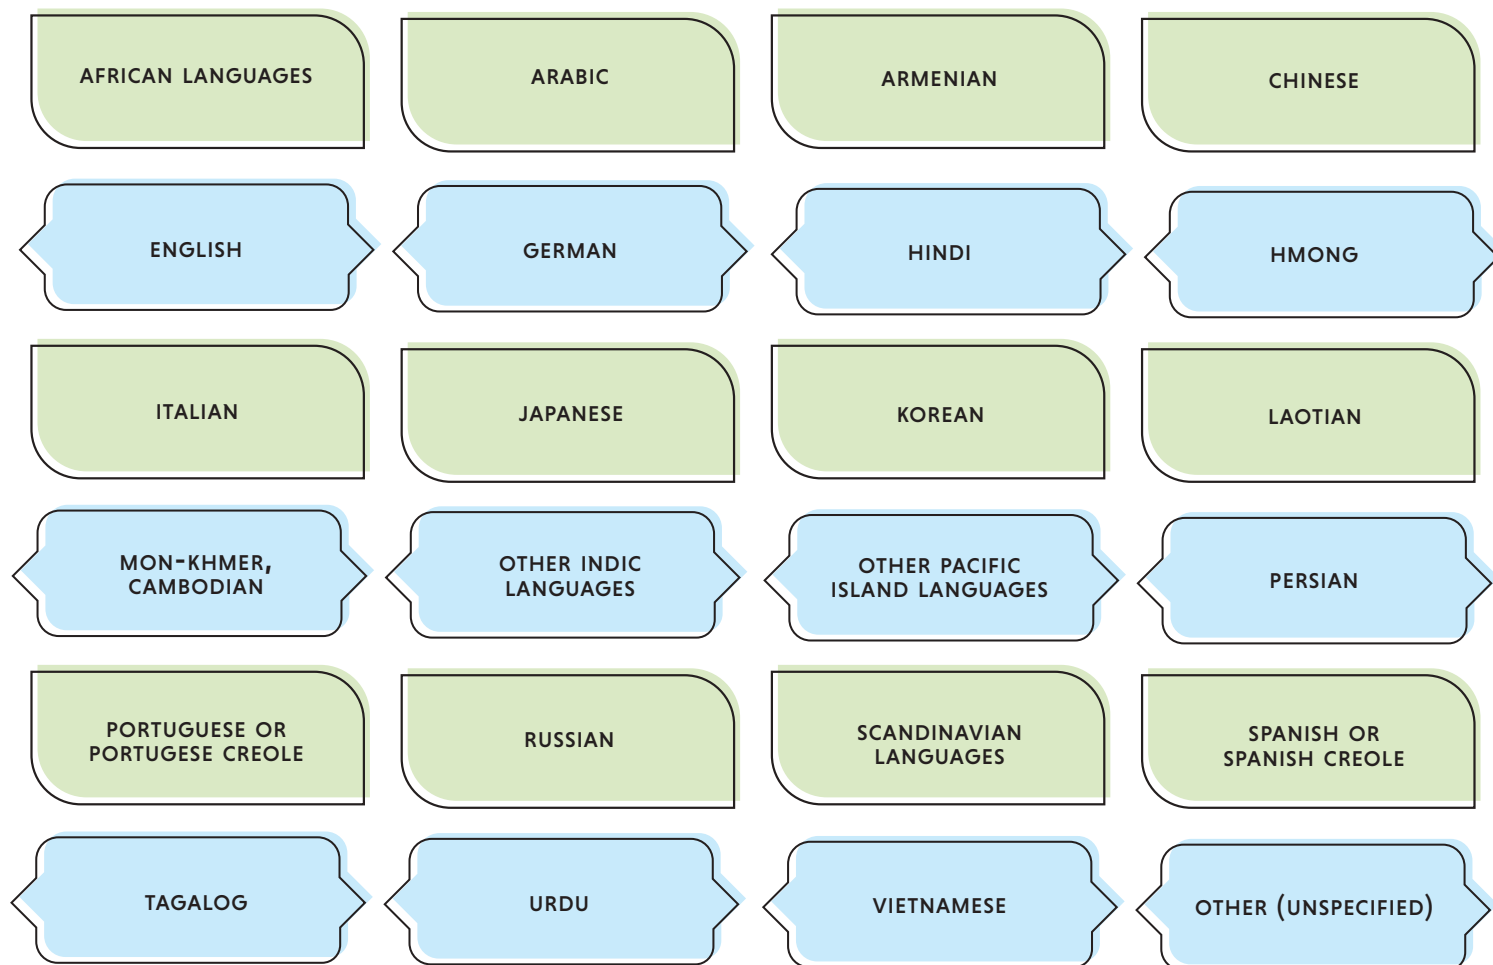 AFRICAN LANGUAGES
ARABIC
ARMENIAN
CHINESE
ENGLISH
GERMAN
HINDI
HMONG
ITALIAN
JAPANESE
KOREAN
LAOTIAN
MON-KHMER,
CAMBODIAN
OTHER INDIC
LANGUAGES
OTHER PACIFIC
ISLAND LANGUAGES
PERSIAN
PORTUGUESE OR
PORTUGESE CREOLE
RUSSIAN
SCANDINAVIAN
LANGUAGES
SPANISH OR
SPANISH CREOLE
TAGALOG
URDU
VIETNAMESE
OTHER (UNSPECIFIED)